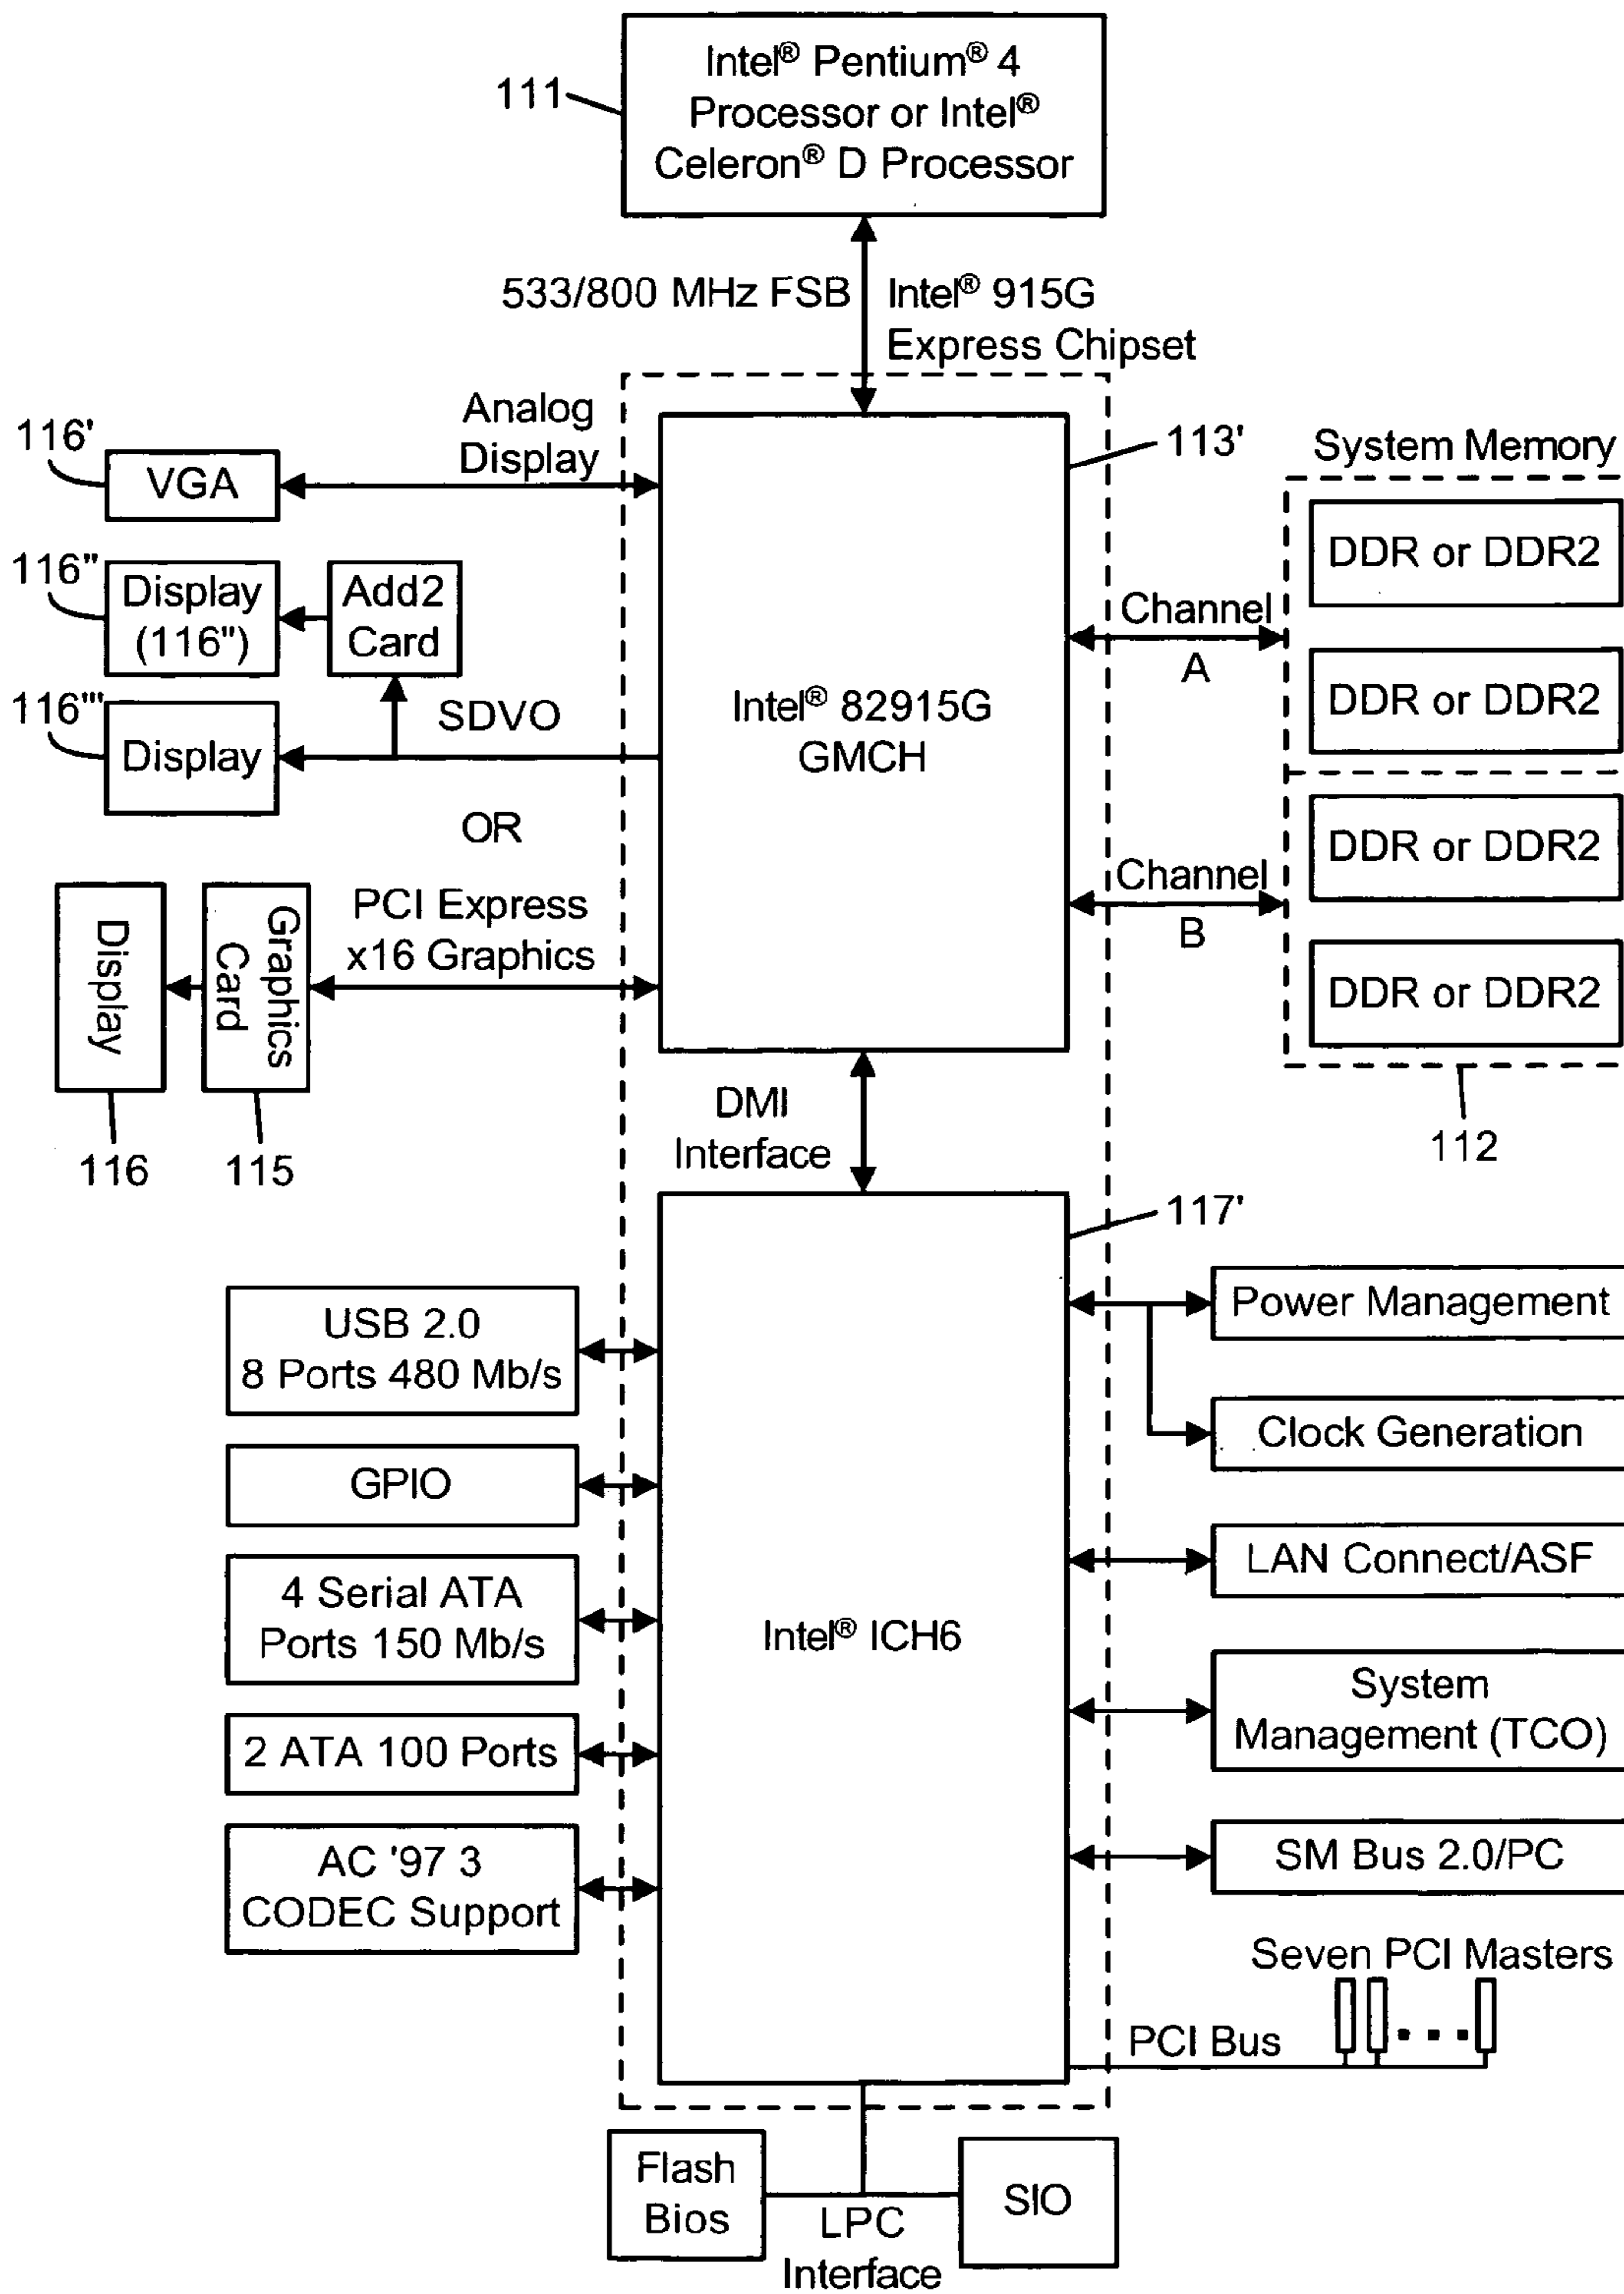 Intel® Pentium® 4
Processor or Intel®
Celeron® D Processor
111
533/800 MHz FSB
Intel® 915G
Express Chipset
Analog
Display
116'
VGA
113'
System Memory
DDR or DDR2
116"
Display
(116")
Add2
Card
Channel
A
DDR or DDR2
116'"
Display
SDVO
Intel® 82915G
GMCH
OR
DDR or DDR2
Channel
B
PCI Express
x16 Graphics
Display
Graphics
Card
DDR or DDR2
116
115
DMI
Interface
112
117'
USB 2.0
8 Ports 480 Mb/s
Power Management
GPIO
Clock Generation
4 Serial ATA
Ports 150 Mb/s
LAN Connect/ASF
Intel® ICH6
2 ATA 100 Ports
System
Management (TCO)
AC '97 3
CODEC Support
SM Bus 2.0/PC
Seven PCI Masters
PCI Bus
Flash
Bios
LPC
Interface
SIO